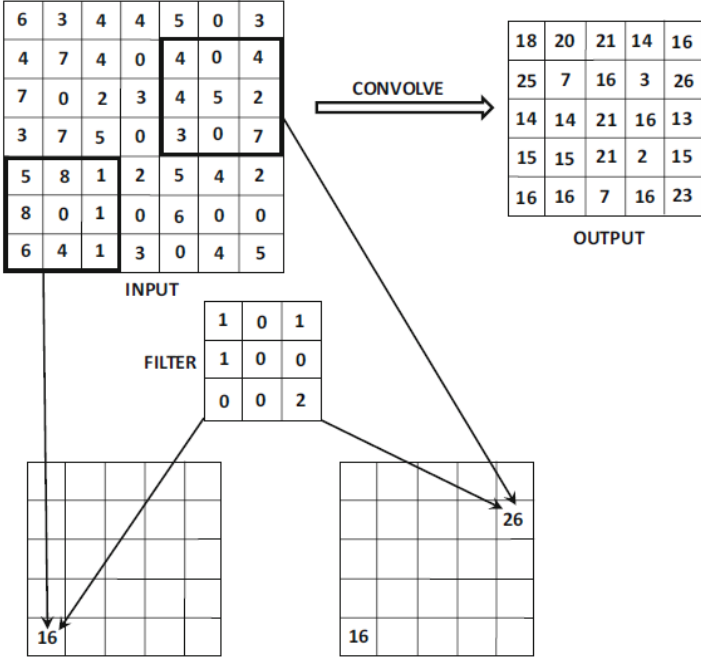 6 3 4 4 5 0 3
4 7 4 0 4 0 4
7 0 2 3 4 5 2
3 7 5 0 3 0 7
5 8 1 2 5 4 2
8 0 1 0 6 0 0
6 4 1 3 0 4 5
INPUT
CONVOLVE
18 20 21 14 16
25 7 16 3 26
14 14 21 16 13
15 15 21 2 15
16 16 7 16 23
OUTPUT
FILTER
1 0 1
1 0 0
0 0 2
16
26
16